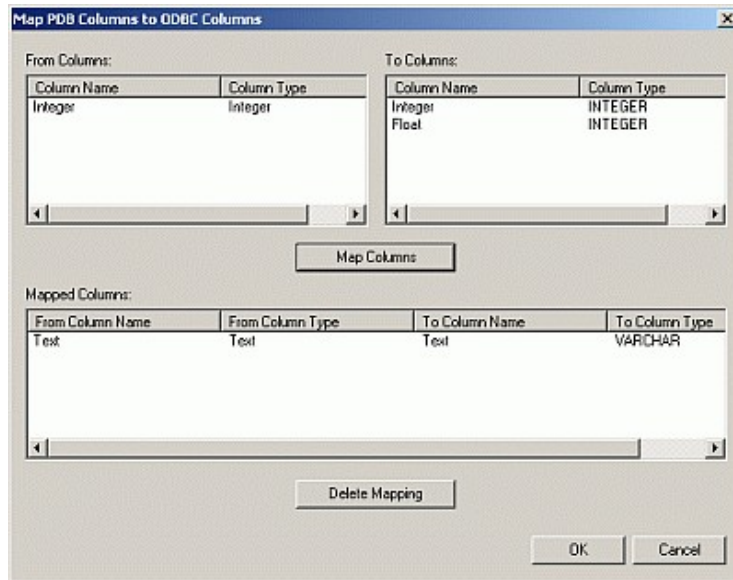 Map PDB Columns to ODBC Columns
From Columns:
To Columns:
Column Name Column Type
Column Name Column Type
Integer Integer
Integer INTEGER
Float INTEGER
Map Columns
Mapped Columns:
From Column Name From Column Type To Column Name To Column Type
Text Text Text VARCHAR
Delete Mapping
OK Cancel